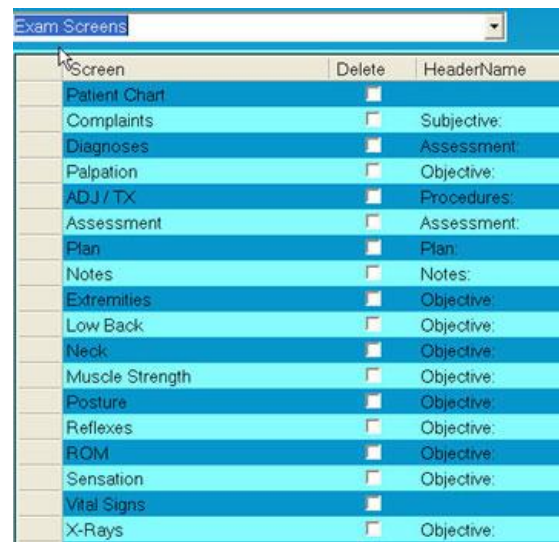 Exam Screens
Screen Delete HeaderName
Patient Chart
Complaints Subjective:
Diagnoses Assessment:
Palpation Objective:
ADJ / TX Procedures:
Assessment Assessment:
Plan Plan:
Notes Notes:
Extremities Objective:
Low Back Objective:
Neck Objective:
Muscle Strength Objective:
Posture Objective:
Reflexes Objective:
ROM Objective:
Sensation Objective:
Vital Signs
X-Rays Objective: